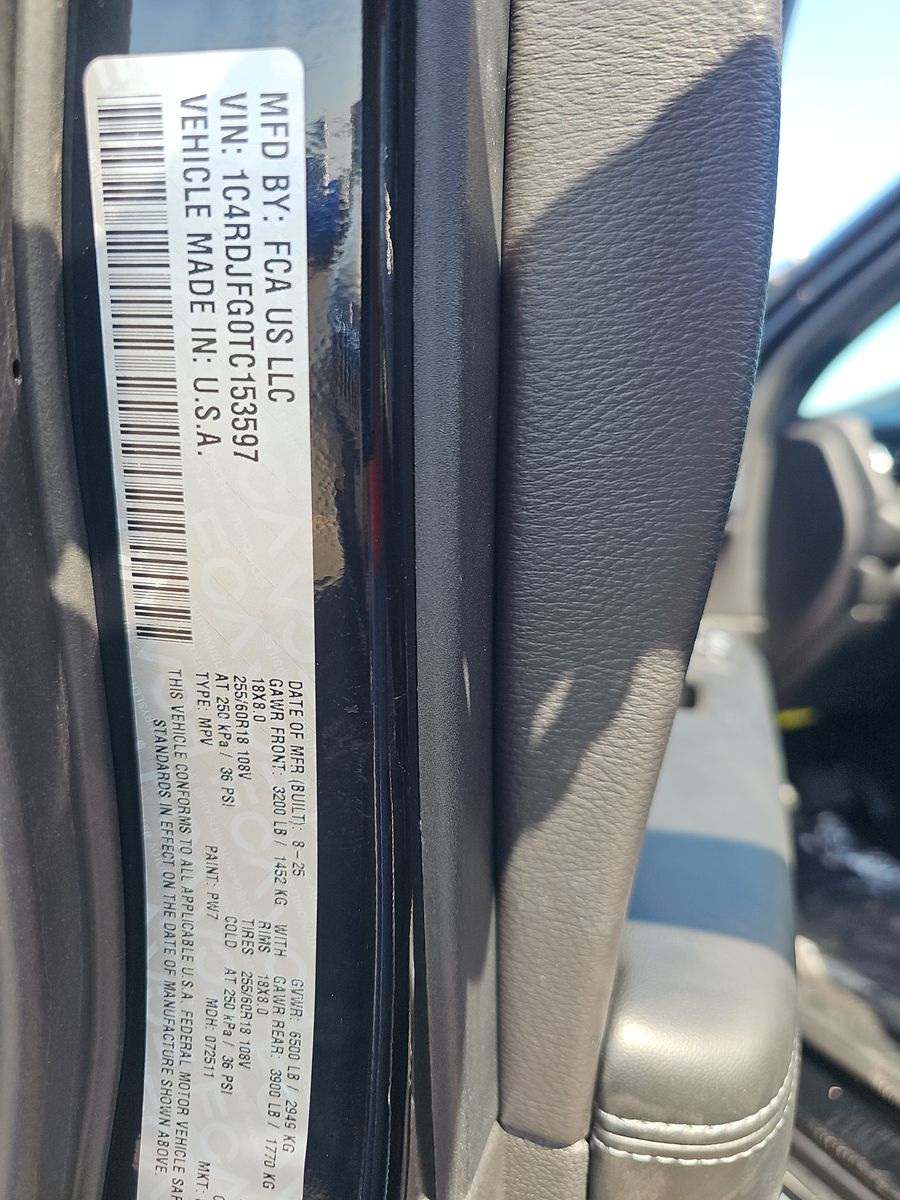 MFD BY: FCA US LLC
VIN: 1C4RDJFG0TC153597
VEHICLE MADE IN: U.S.A.
DATE OF MFR (BUILT): 8-25 GVWR: 6500 LB / 2949 KG
GAWR FRONT: 3200 LB / 1452 KG WITH GAWR REAR: 3900 LB / 1770 KG
18X8.0 RIMS 18X8.0
255/60R18 108V TIRES 255/60R18 108V
AT 250 kPa / 36 PSI COLD AT 250 kPa / 36 PSI
TYPE: MPV PAINT: PW7 MDH: 072511 MKT:
THIS VEHICLE CONFORMS TO ALL APPLICABLE U.S.A. FEDERAL MOTOR VEHICLE SAF
STANDARDS IN EFFECT ON THE DATE OF MANUFACTURE SHOWN ABOVE.